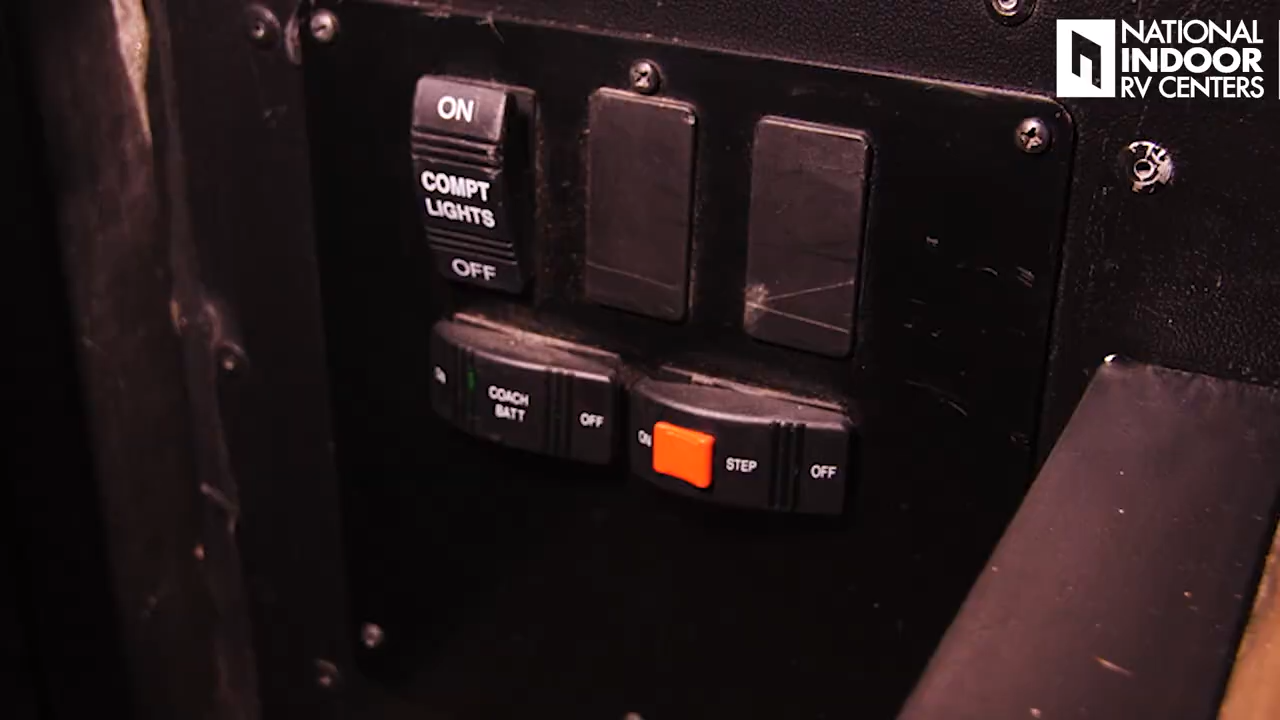 NATIONAL
INDOOR
RV CENTERS
ON
COMPT
LIGHTS
OFF
ON
COACH
BATT
OFF
ON
STEP
OFF